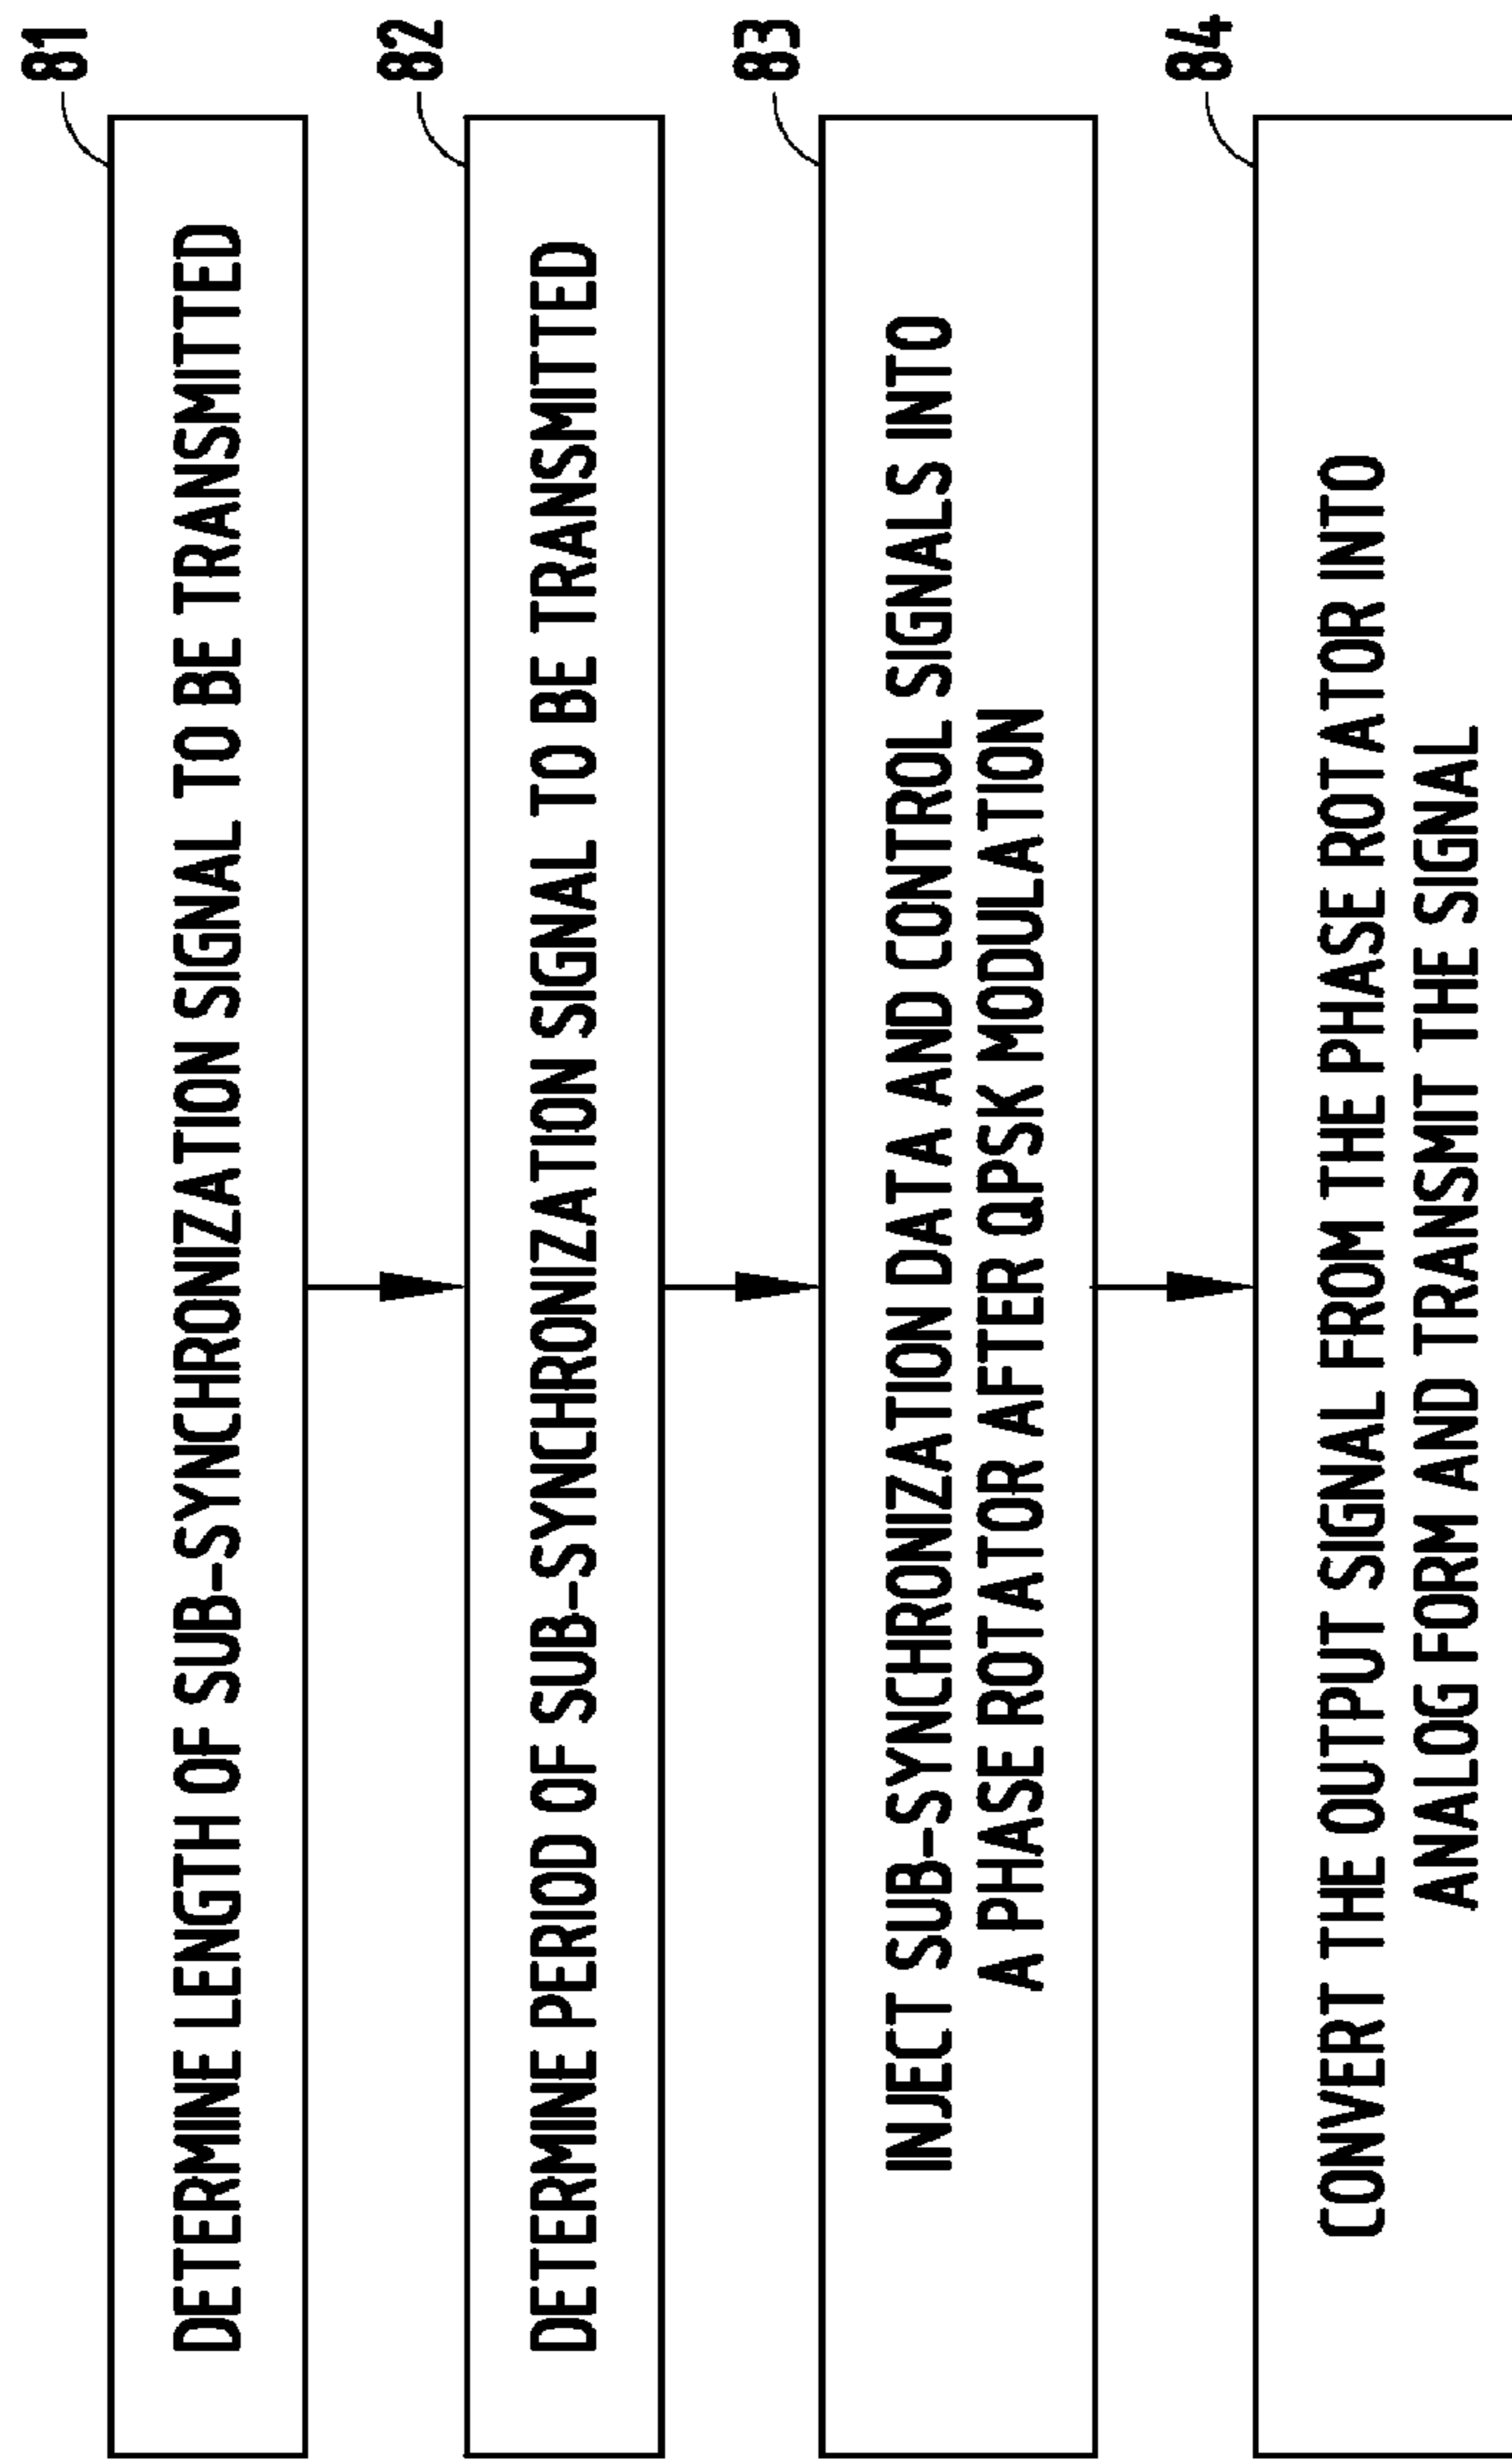 81
DETERMINE LENGTH OF SUB-SYNCHRONIZATION SIGNAL TO BE TRANSMITTED
82
DETERMINE PERIOD OF SUB-SYNCHRONIZATION SIGNAL TO BE TRANSMITTED
83
INJECT SUB-SYNCHRONIZATION DATA AND CONTROL SIGNALS INTO
A PHASE ROTATOR AFTER QPSK MODULATION
84
CONVERT THE OUTPUT SIGNAL FROM THE PHASE ROTATOR INTO
ANALOG FORM AND TRANSMIT THE SIGNAL